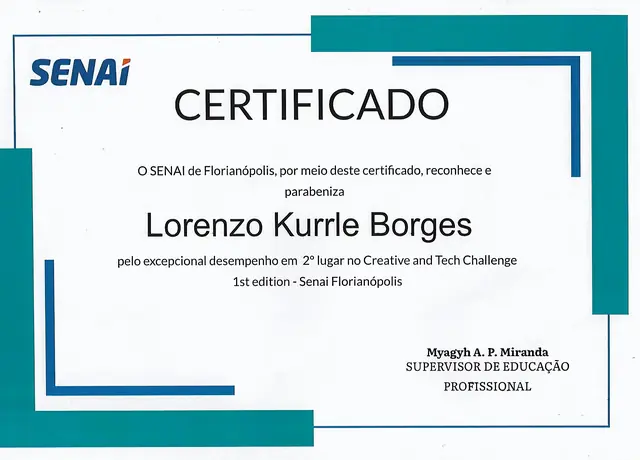 SENAI
CERTIFICADO
O SENAI de Florianópolis, por meio deste certificado, reconhece e
parabeniza
Lorenzo Kurrle Borges
pelo excepcional desempenho em 2º lugar no Creative and Tech Challenge
1st edition - Senai Florianópolis
Myagyh A. P. Miranda
SUPERVISOR DE EDUCAÇÃO
PROFISSIONAL